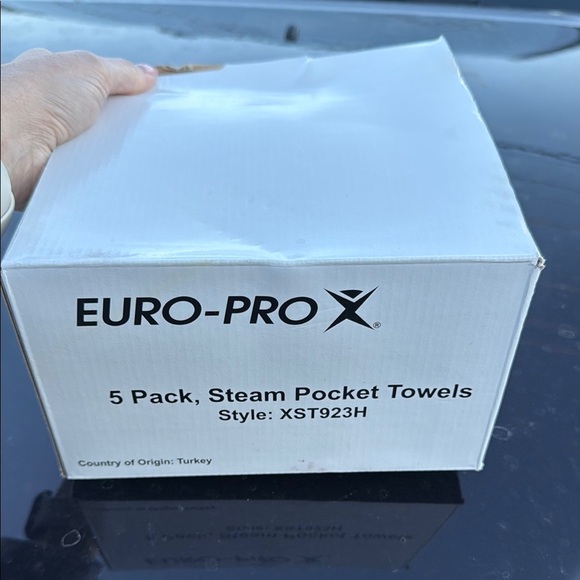 EURO-PRO X®
5 Pack, Steam Pocket Towels
Style: XST923H
Country of Origin: Turkey